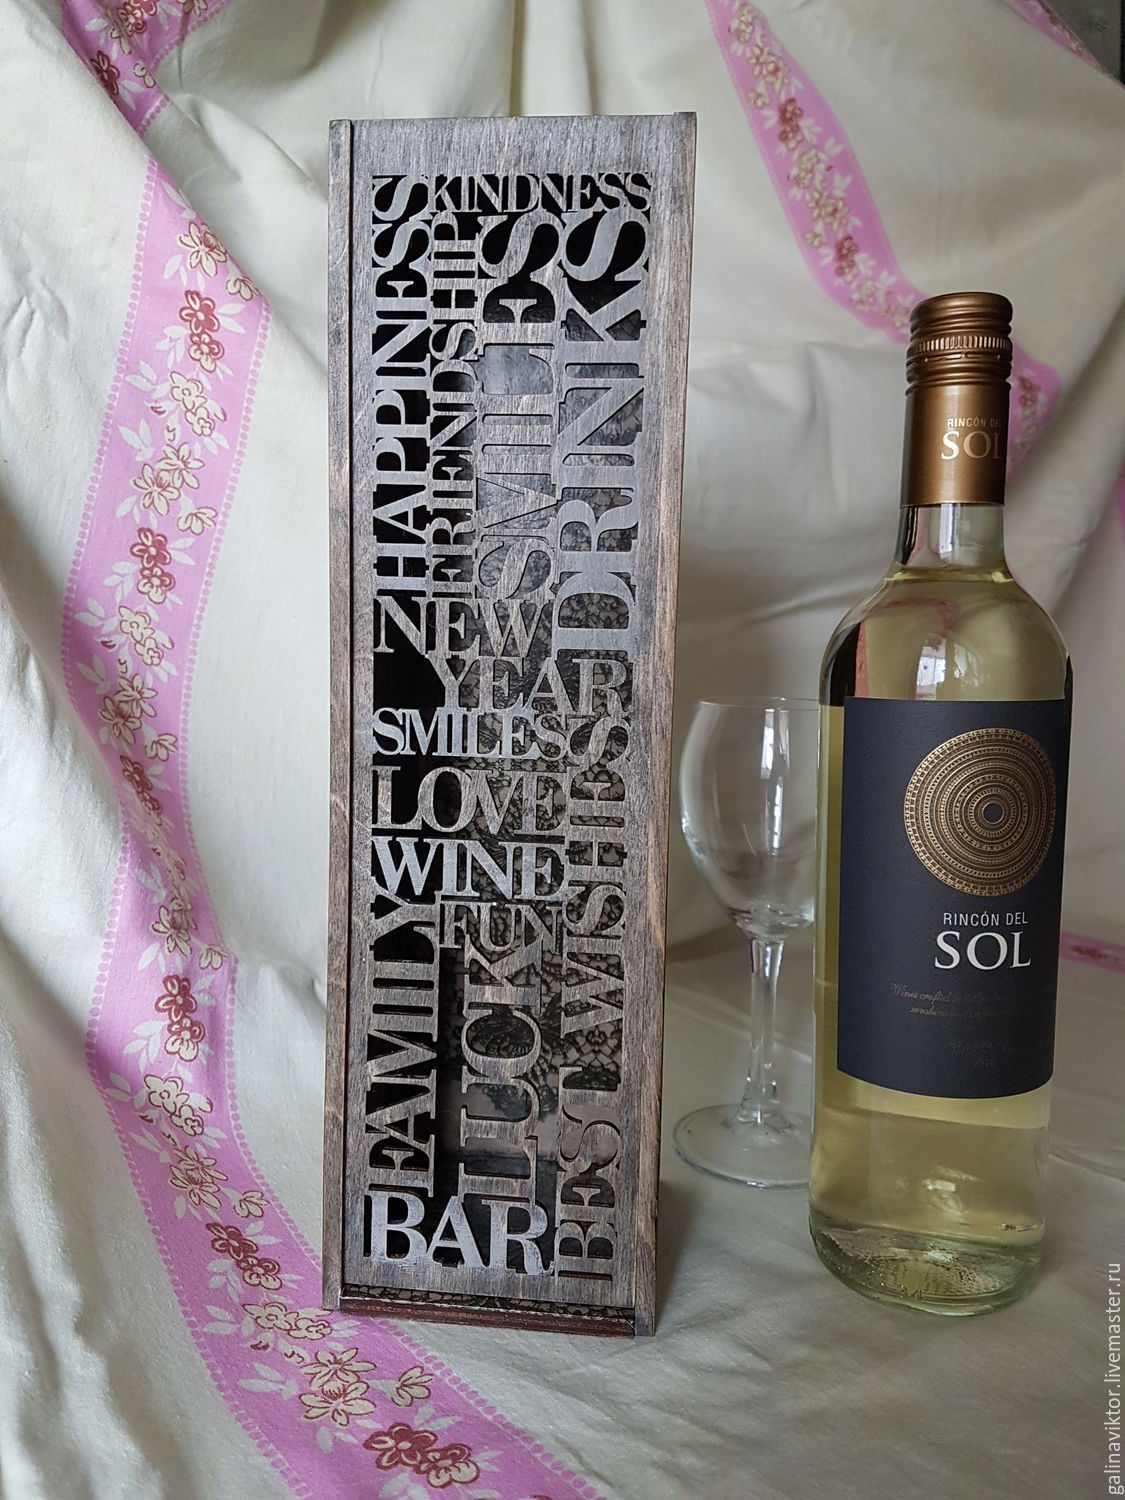 KINDNESS
HAPPINESS
FRIENDSHIP
SMILES
DRINKS
NEW
YEAR
SMILES
LOVE
WINE
FUN
FAMILY
LUCK
BEST WISHES
BAR
RINCÓN DEL
SOL
RINCÓN DEL
SOL
galinaviktor.livemaster.ru